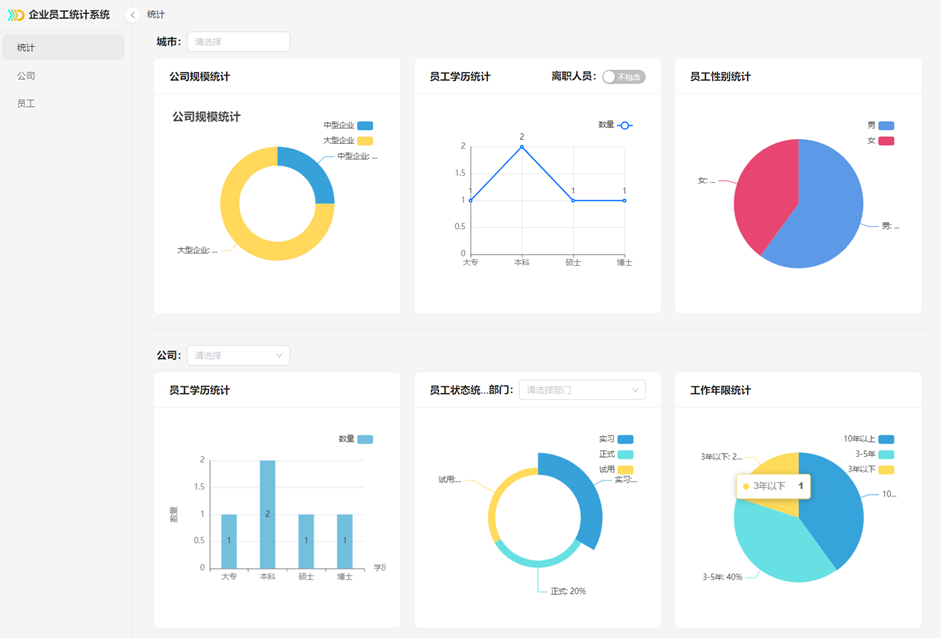 企业员工统计系统
统计
统计
公司
员工
城市:
请选择
公司规模统计
公司规模统计
中型企业
大型企业
中型企业: ...
大型企业: ...
员工学历统计
离职人员:
不包含
数量
2
1.5
1
0.5
0
1
2
1
1
大专
本科
硕士
博士
员工性别统计
男
女
女: ...
男: ...
公司:
请选择
员工学历统计
数量
数量
2
1.5
1
0.5
0
1
2
1
1
大专
本科
硕士
博士
学历
员工状态统...
部门:
请选择部门
实习
正式
试用
试用...
实习:...
正式: 20%
工作年限统计
10年以上
3-5年
3年以下
3年以下: 2...
3年以下
1
10...
3-5年: 40%